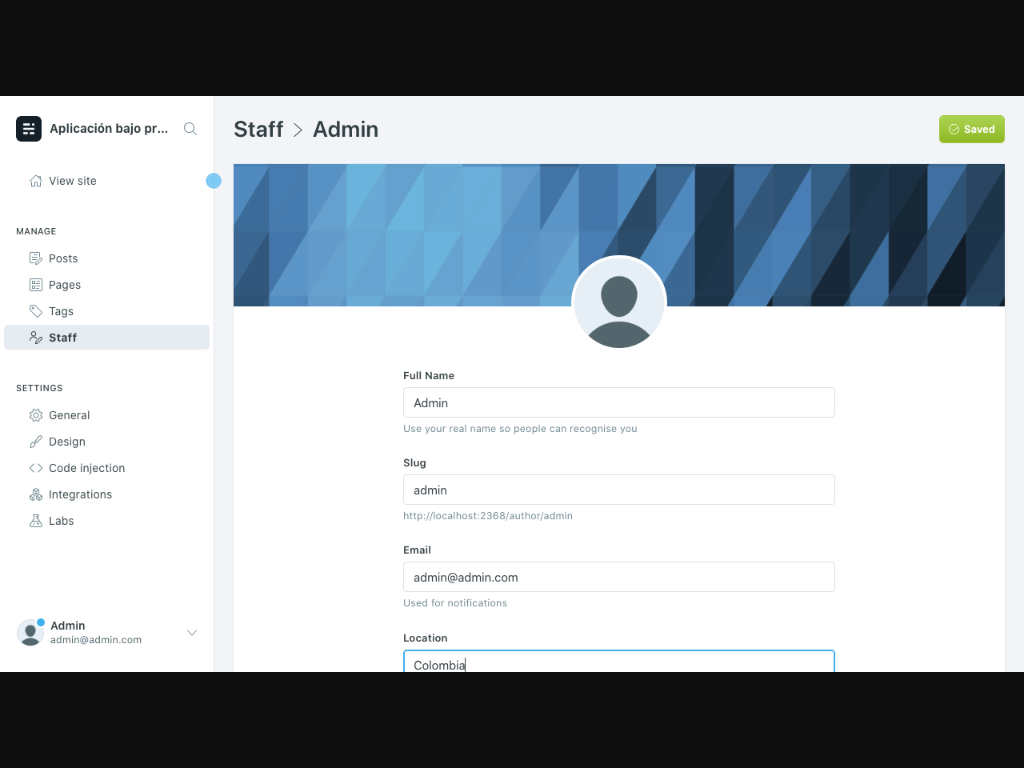 Aplicación bajo pr...
View site
MANAGE
Posts
Pages
Tags
Staff
SETTINGS
General
Design
Code injection
Integrations
Labs
Admin
admin@admin.com
Staff > Admin
Saved
Full Name
Admin
Use your real name so people can recognise you
Slug
admin
http://localhost:2368/author/admin
Email
admin@admin.com
Used for notifications
Location
Colombia